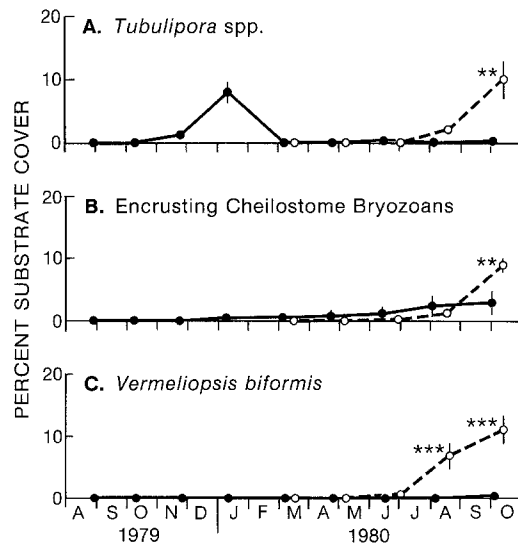 PERCENT SUBSTRATE COVER
A. Tubulipora spp.
20
10
0
**
B. Encrusting Cheilostome Bryozoans
20
10
0
**
C. Vermeliopsis biformis
20
10
0
***
***
A S O N D J F M A M J J A S O
1979 1980